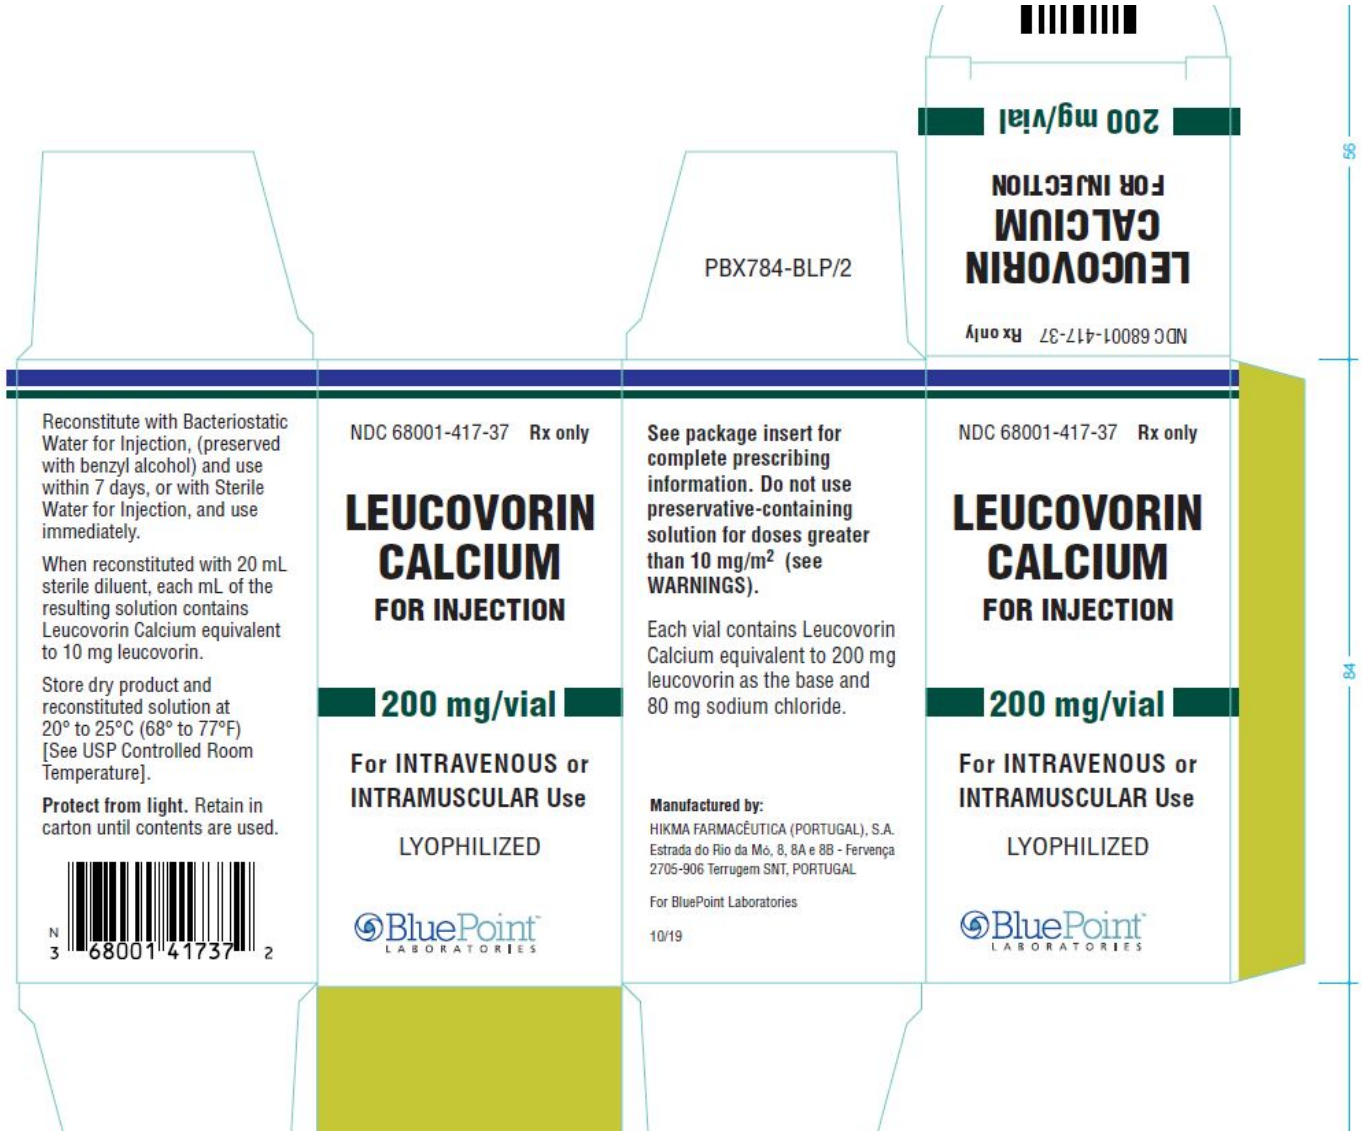 200 mg/vial
FOR INJECTION
CALCIUM
LEUCOVORIN
NDC 68001-417-37 Rx only
PBX784-BLP/2
Reconstitute with Bacteriostatic
Water for Injection, (preserved
with benzyl alcohol) and use
within 7 days, or with Sterile
Water for Injection, and use
immediately.
When reconstituted with 20 mL
sterile diluent, each mL of the
resulting solution contains
Leucovorin Calcium equivalent
to 10 mg leucovorin.
Store dry product and
reconstituted solution at
20° to 25°C (68° to 77°F)
[See USP Controlled Room
Temperature].
Protect from light. Retain in
carton until contents are used.
N
3 68001 41737 2
NDC 68001-417-37 Rx only
LEUCOVORIN
CALCIUM
FOR INJECTION
200 mg/vial
For INTRAVENOUS or
INTRAMUSCULAR Use
LYOPHILIZED
BluePoint™
LABORATORIES
See package insert for
complete prescribing
information. Do not use
preservative-containing
solution for doses greater
than 10 mg/m² (see
WARNINGS).
Each vial contains Leucovorin
Calcium equivalent to 200 mg
leucovorin as the base and
80 mg sodium chloride.
Manufactured by:
HIKMA FARMACÊUTICA (PORTUGAL), S.A.
Estrada do Rio da Mó, 8, 8A e 8B - Fervença
2705-906 Terrugem SNT, PORTUGAL
For BluePoint Laboratories
10/19
NDC 68001-417-37 Rx only
LEUCOVORIN
CALCIUM
FOR INJECTION
200 mg/vial
For INTRAVENOUS or
INTRAMUSCULAR Use
LYOPHILIZED
BluePoint™
LABORATORIES
56
84